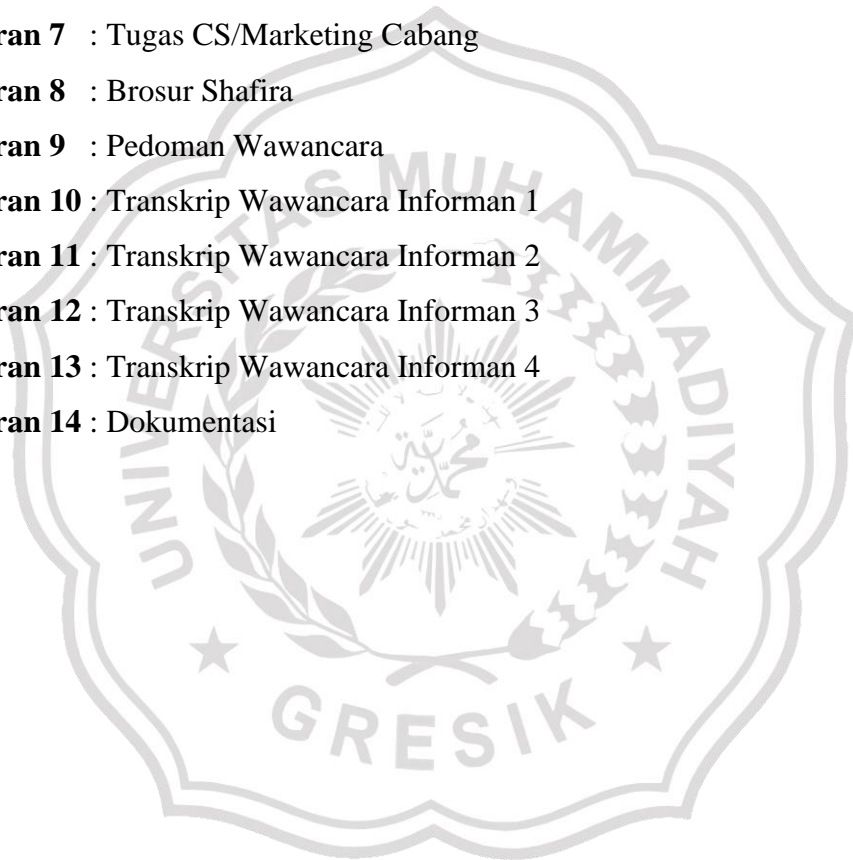 ran 7 : Tugas CS/Marketing Cabang
ran 8 : Brosur Shafira
ran 9 : Pedoman Wawancara
ran 10 : Transkrip Wawancara Informan 1
ran 11 : Transkrip Wawancara Informan 2
ran 12 : Transkrip Wawancara Informan 3
ran 13 : Transkrip Wawancara Informan 4
ran 14 : Dokumentasi
UNIVERSITAS MUHAMMADIYAH
GRESIK